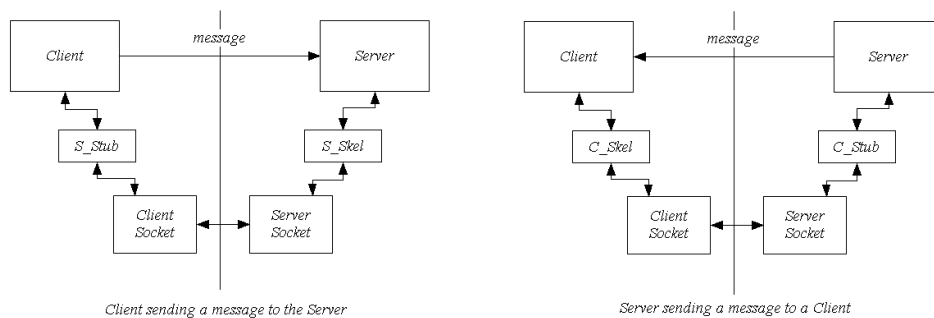 message
Client
Server
S_Stub
S_Skel
Client
Socket
Server
Socket
Client sending a message to the Server
message
Client
Server
C_Skel
C_Stub
Client
Socket
Server
Socket
Server sending a message to a Client